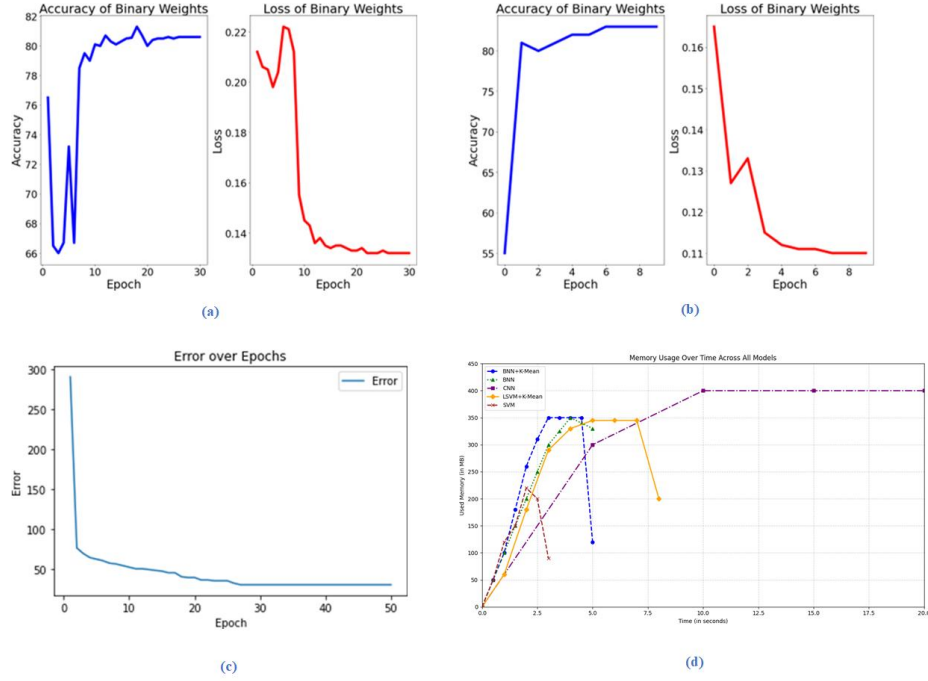 Accuracy of Binary Weights
82
80
78
76
74
72
70
68
66
Accuracy
0
10
20
30
Epoch
Loss of Binary Weights
0.22
0.20
0.18
0.16
0.14
Loss
0
10
20
30
Epoch
(a)
Accuracy of Binary Weights
80
75
70
65
60
55
Accuracy
0
2
4
6
8
Epoch
Loss of Binary Weights
0.16
0.15
0.14
0.13
0.12
0.11
Loss
0
2
4
6
8
Epoch
(b)
Error over Epochs
300
250
200
150
100
50
Error
Error
0
10
20
30
40
50
Epoch
(c)
Memory Usage Over Time Across All Models
450
400
350
300
250
200
150
100
50
0
Used Memory (in MB)
BNN+K-Mean
BNN
CNN
LSVM+K-Mean
SVM
0.0
2.5
5.0
7.5
10.0
12.5
15.0
17.5
20.0
Time (in seconds)
(d)